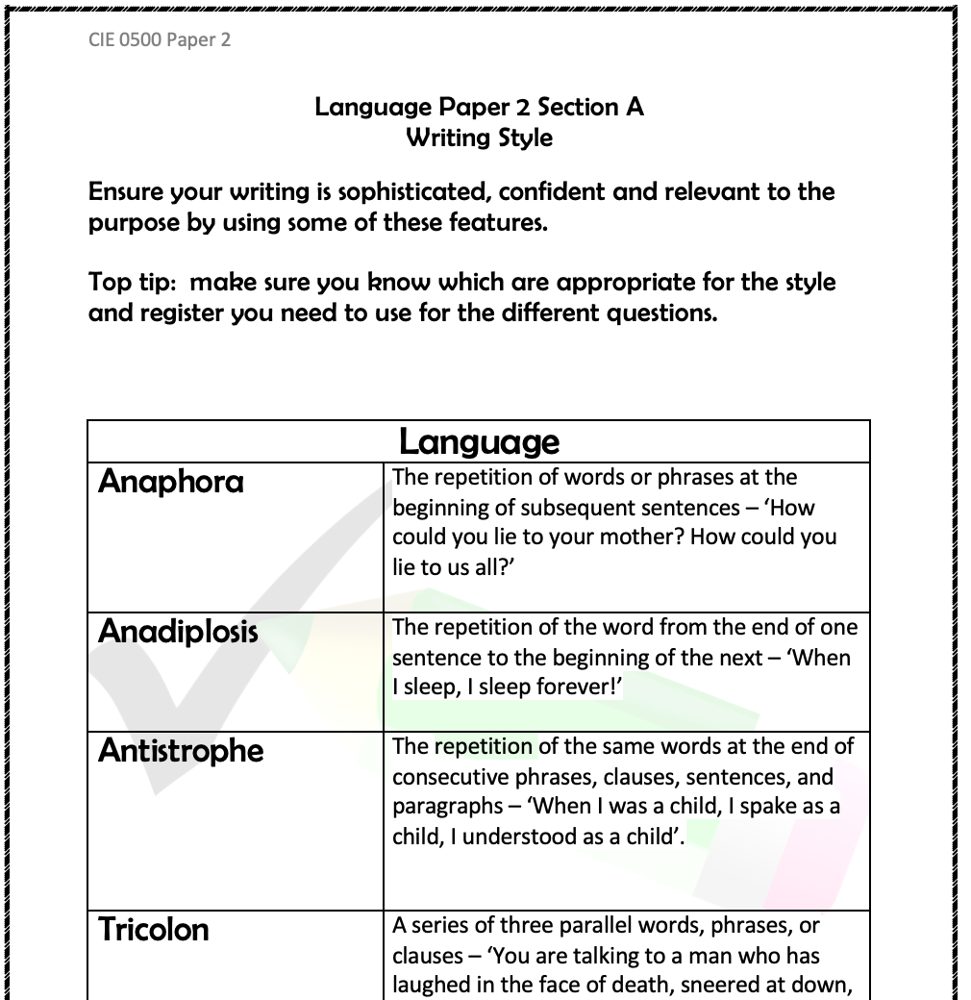 CIE 0500 Paper 2
Language Paper 2 Section A
Writing Style
Ensure your writing is sophisticated, confident and relevant to the
purpose by using some of these features.
Top tip:  make sure you know which are appropriate for the style
and register you need to use for the different questions.
Language
Anaphora
The repetition of words or phrases at the
beginning of subsequent sentences – ‘How
could you lie to your mother? How could you
lie to us all?’
Anadiplosis
The repetition of the word from the end of one
sentence to the beginning of the next – ‘When
I sleep, I sleep forever!’
Antistrophe
The repetition of the same words at the end of
consecutive phrases, clauses, sentences, and
paragraphs – ‘When I was a child, I spake as a
child, I understood as a child’.
Tricolon
A series of three parallel words, phrases, or
clauses – ‘You are talking to a man who has
laughed in the face of death, sneered at down,